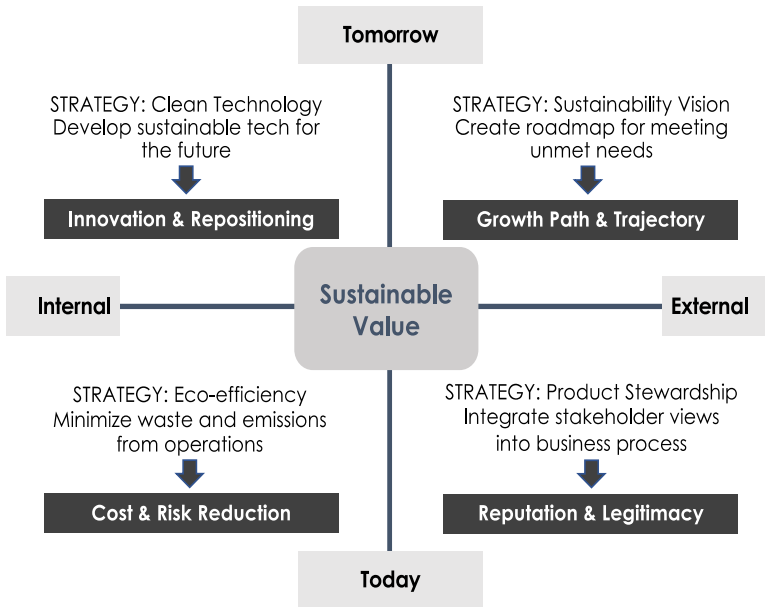 Tomorrow
STRATEGY: Clean Technology
Develop sustainable tech for
the future
Innovation & Repositioning
STRATEGY: Sustainability Vision
Create roadmap for meeting
unmet needs
Growth Path & Trajectory
Internal
Sustainable
Value
External
STRATEGY: Eco-efficiency
Minimize waste and emissions
from operations
Cost & Risk Reduction
STRATEGY: Product Stewardship
Integrate stakeholder views
into business process
Reputation & Legitimacy
Today